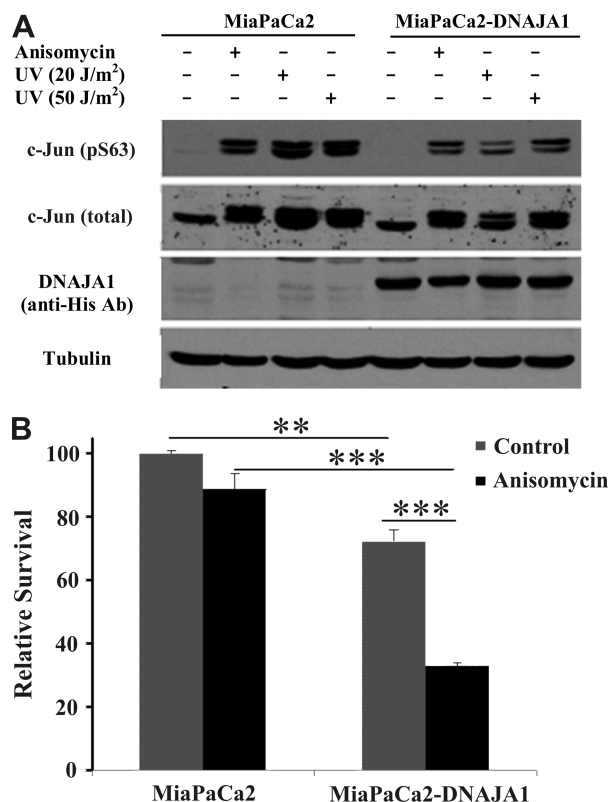 A
MiaPaCa2 MiaPaCa2-DNAJA1
Anisomycin – + – – – + – –
UV (20 J/m²) – – + – – – + –
UV (50 J/m²) – – – + – – – +
c-Jun (pS63)
c-Jun (total)
DNAJA1
(anti-His Ab)
Tubulin
B
Relative Survival
100
80
60
40
20
0
**
***
***
Control
Anisomycin
MiaPaCa2 MiaPaCa2-DNAJA1